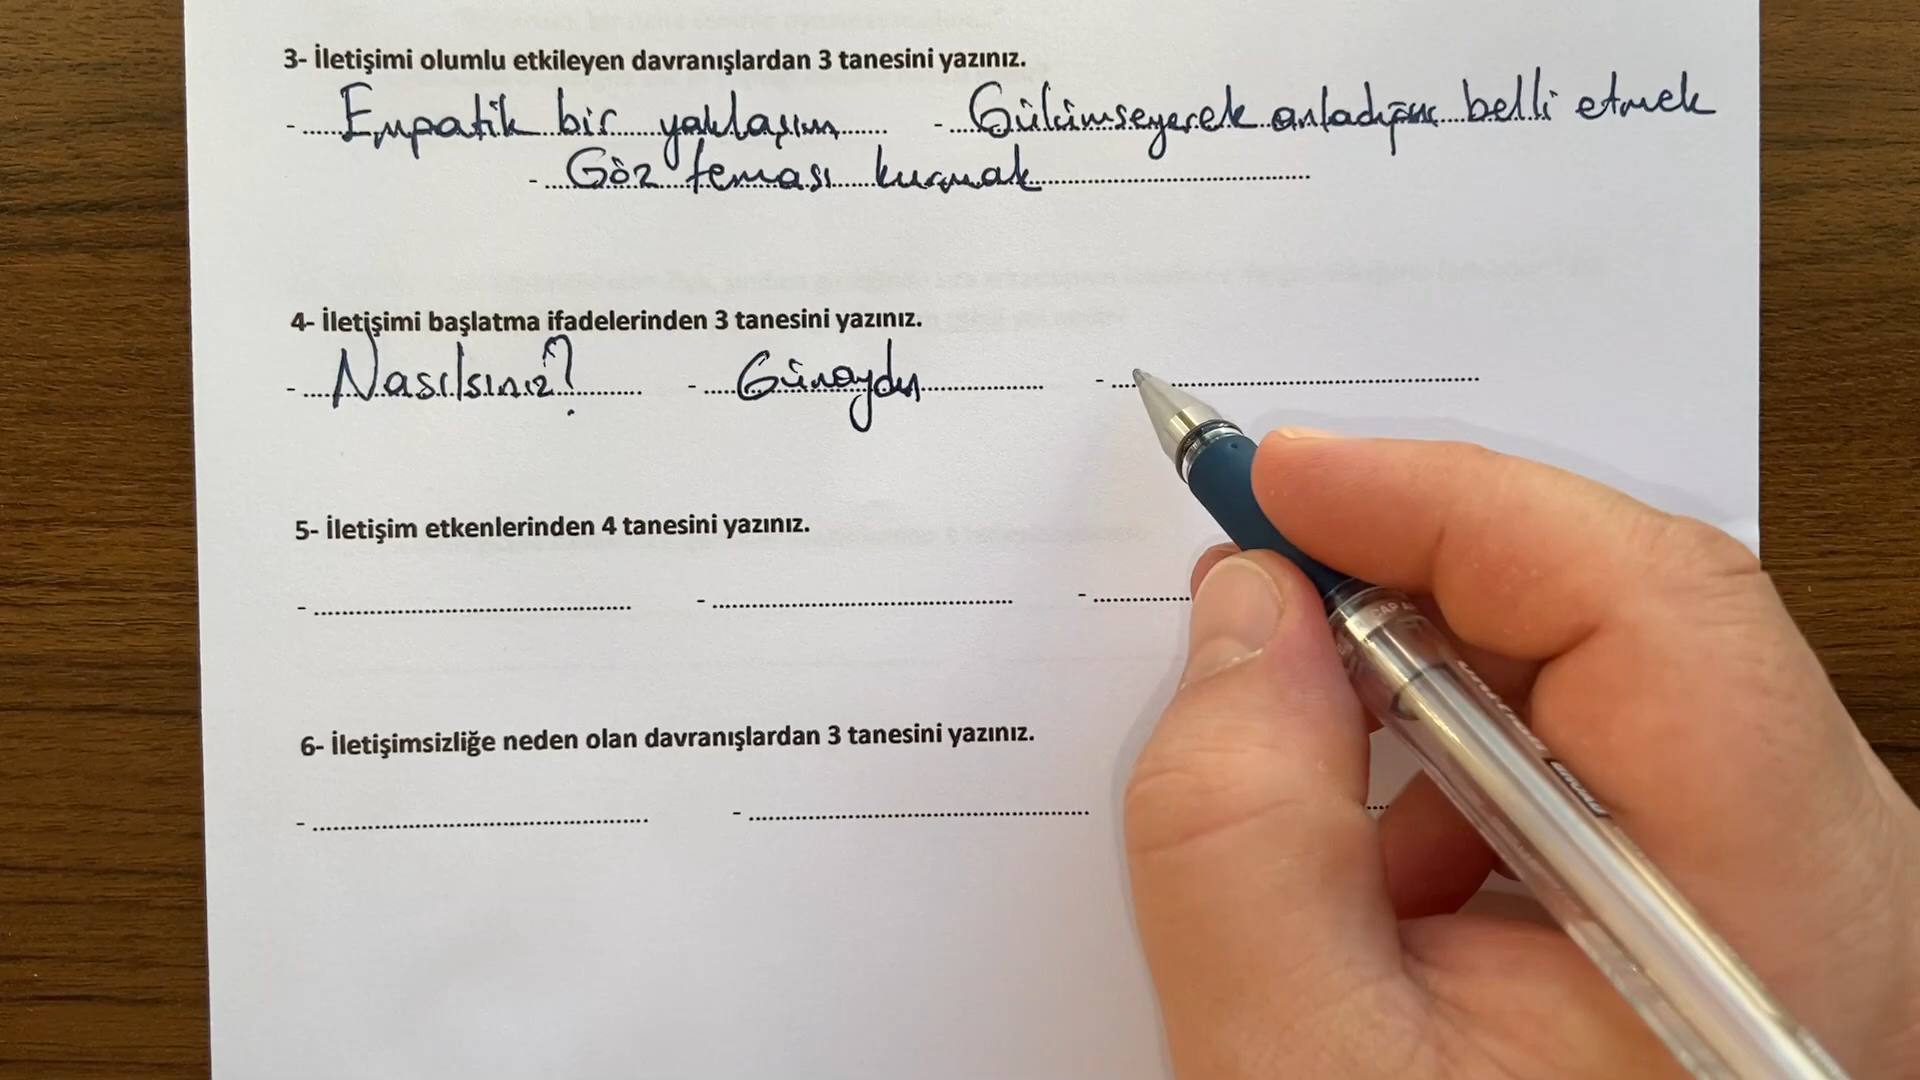 3- İletişimi olumlu etkileyen davranışlardan 3 tanesini yazınız.
- Empatik bir yaklaşım - Gülümseyerek anladığını belli etmek
- Göz teması kurmak
4- İletişimi başlatma ifadelerinden 3 tanesini yazınız.
- Nasılsınız? - Günaydın -
5- İletişim etkenlerinden 4 tanesini yazınız.
6- İletişimsizliğe neden olan davranışlardan 3 tanesini yazınız.